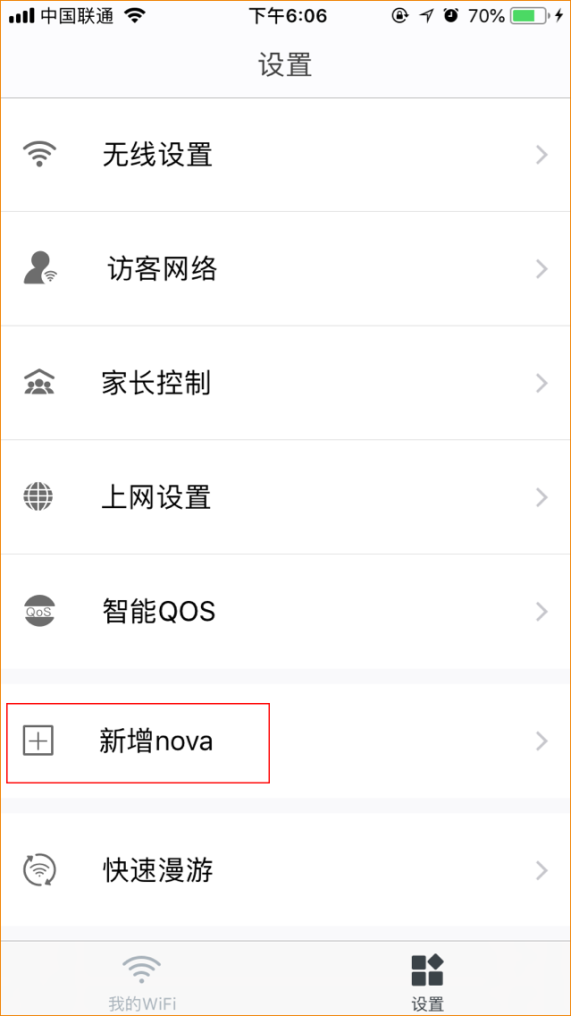 中国联通 下午6:06 70%
设置
无线设置
访客网络
家长控制
上网设置
QoS 智能QOS
新增nova
快速漫游
我的WiFi 设置